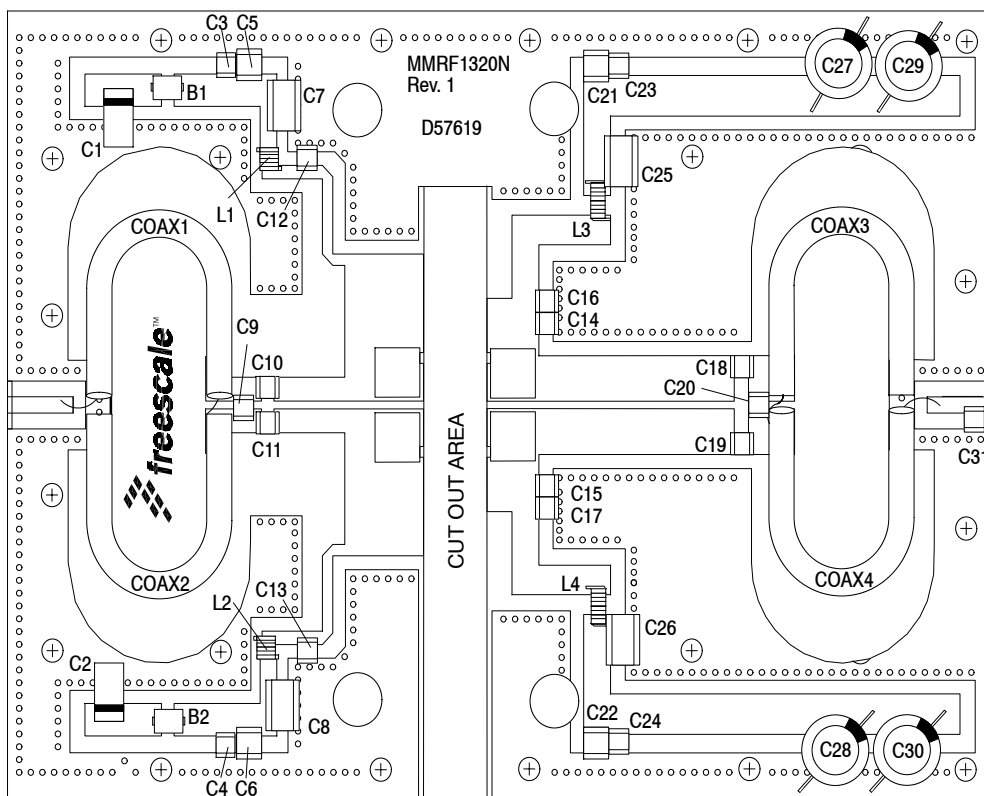 C3 C5
MMRF1320N
Rev. 1
D57619
C27 C29
B1
C7
C21 C23
C1
C25
L1
C12
L3
COAX1
COAX3
C16
C14
C9
freescale™
C10
C18
C20
C11
C19
C31
CUT OUT AREA
C15
C17
COAX2
COAX4
L2
C13
L4
C26
C2
B2
C8
C22 C24
C28 C30
C4 C6